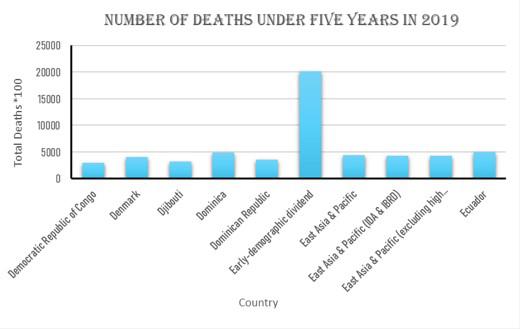 NUMBER OF DEATHS UNDER FIVE YEARS IN 2019
Total Deaths *100
25000
20000
15000
10000
5000
0
Democratic Republic of Congo
Denmark
Djibouti
Dominica
Dominican Republic
Early-demographic dividend
East Asia & Pacific
East Asia & Pacific (IDA & IBRD)
East Asia & Pacific (excluding high...
Ecuador
Country